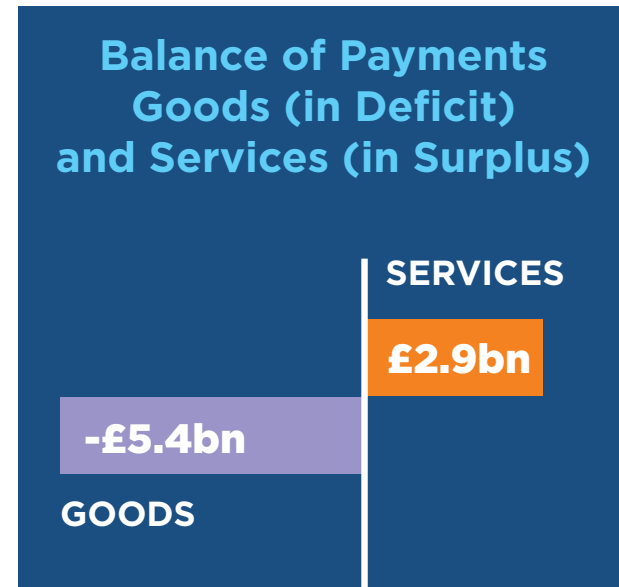 Balance of Payments
Goods (in Deficit)
and Services (in Surplus)
SERVICES
£2.9bn
-£5.4bn
GOODS